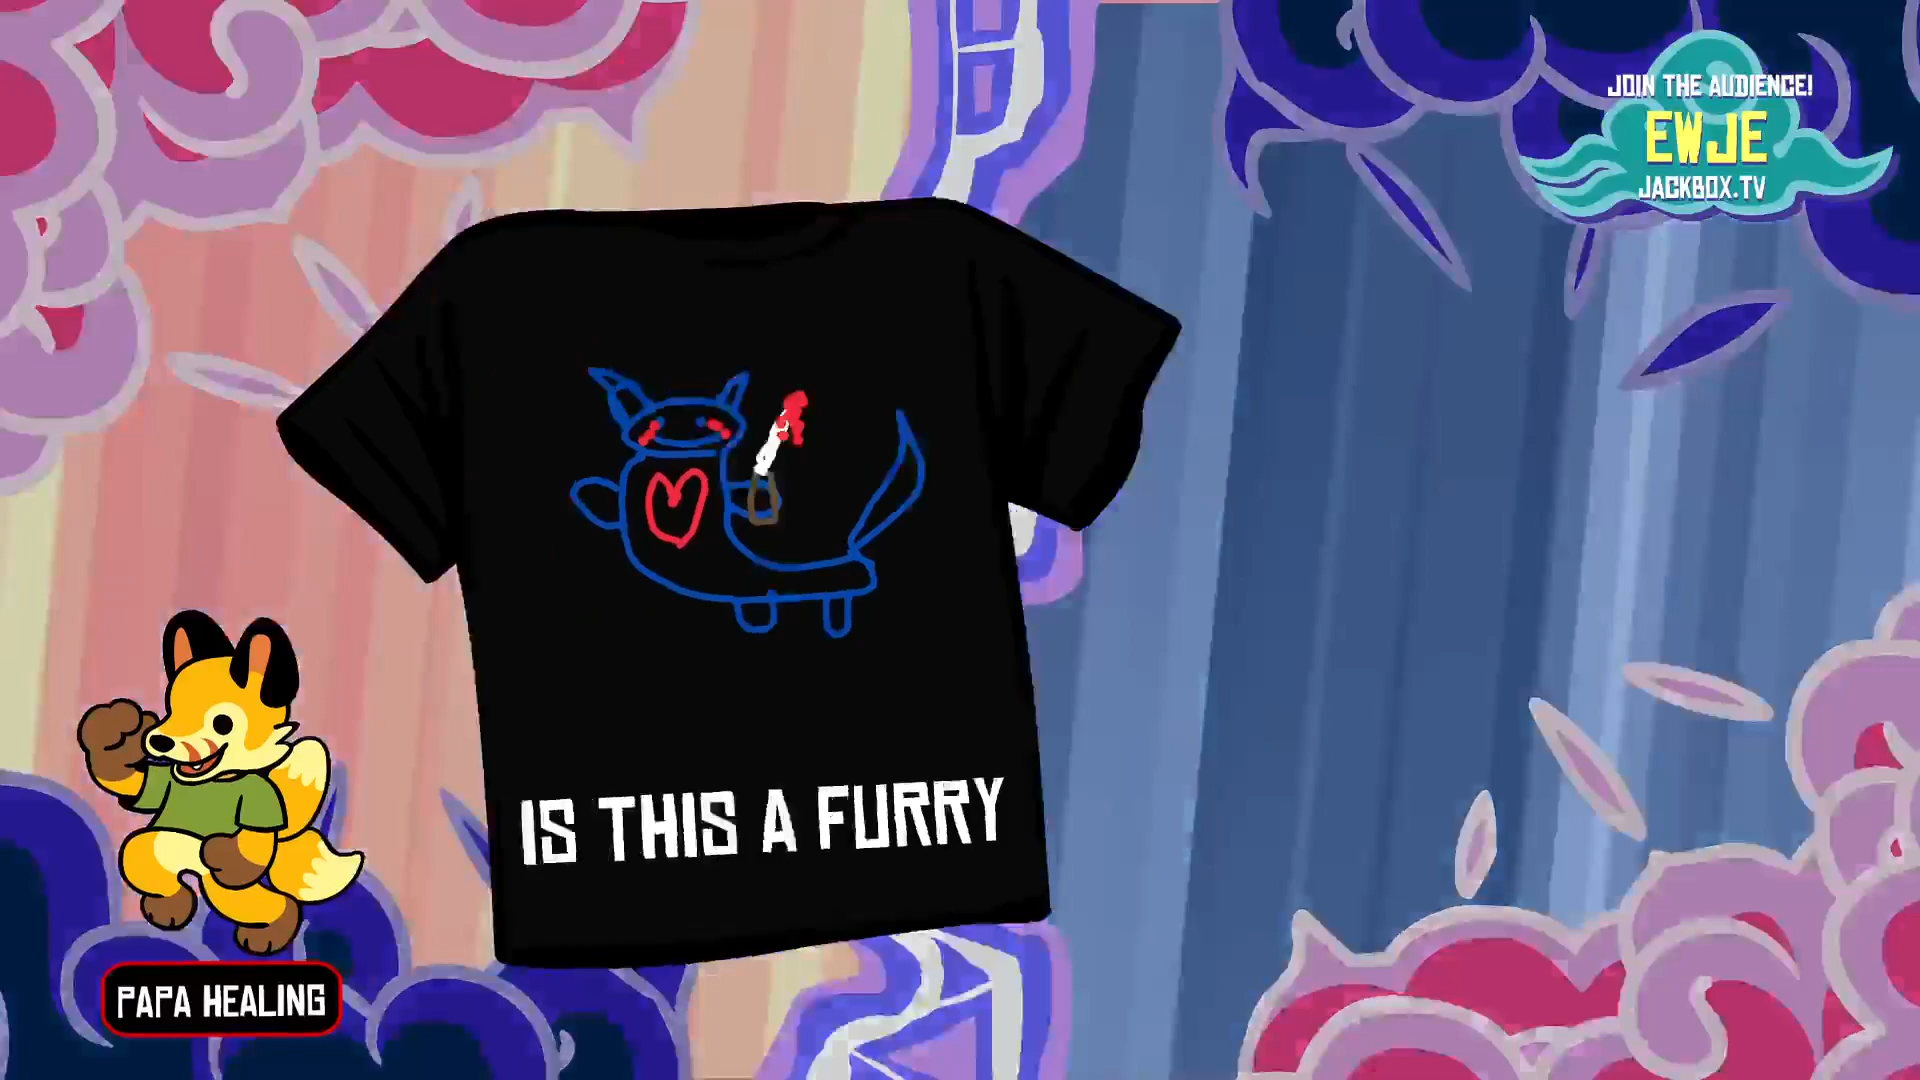 JOIN THE AUDIENCE!
EWJE
JACKBOX.TV
IS THIS A FURRY
PAPA HEALING